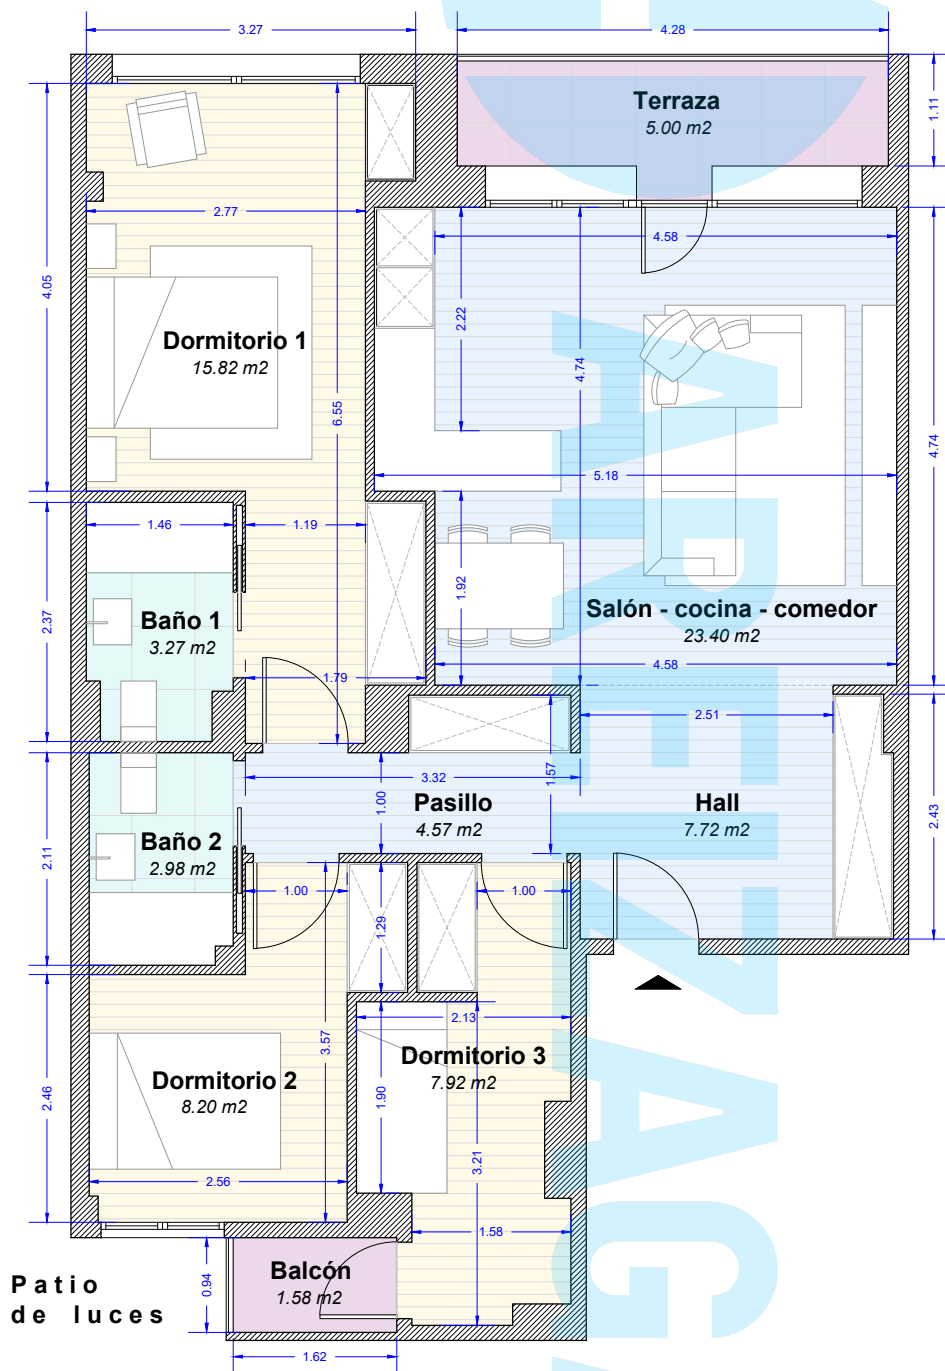 3.27
4.28
Terraza
5.00 m2
1.11
2.77
4.58
4.05
2.22
Dormitorio 1
15.82 m2
4.74
6.55
4.74
5.18
1.46
1.19
1.92
2.37
Baño 1
3.27 m2
Salón - cocina - comedor
23.40 m2
4.58
1.79
2.51
3.32
1.57
Pasillo
4.57 m2
1.00
Hall
7.72 m2
2.43
2.11
Baño 2
2.98 m2
1.00
1.00
1.29
2.13
Dormitorio 3
7.92 m2
3.57
Dormitorio 2
8.20 m2
1.90
2.46
3.21
2.56
1.58
Balcón
1.58 m2
0.94
Patio
de luces
1.62